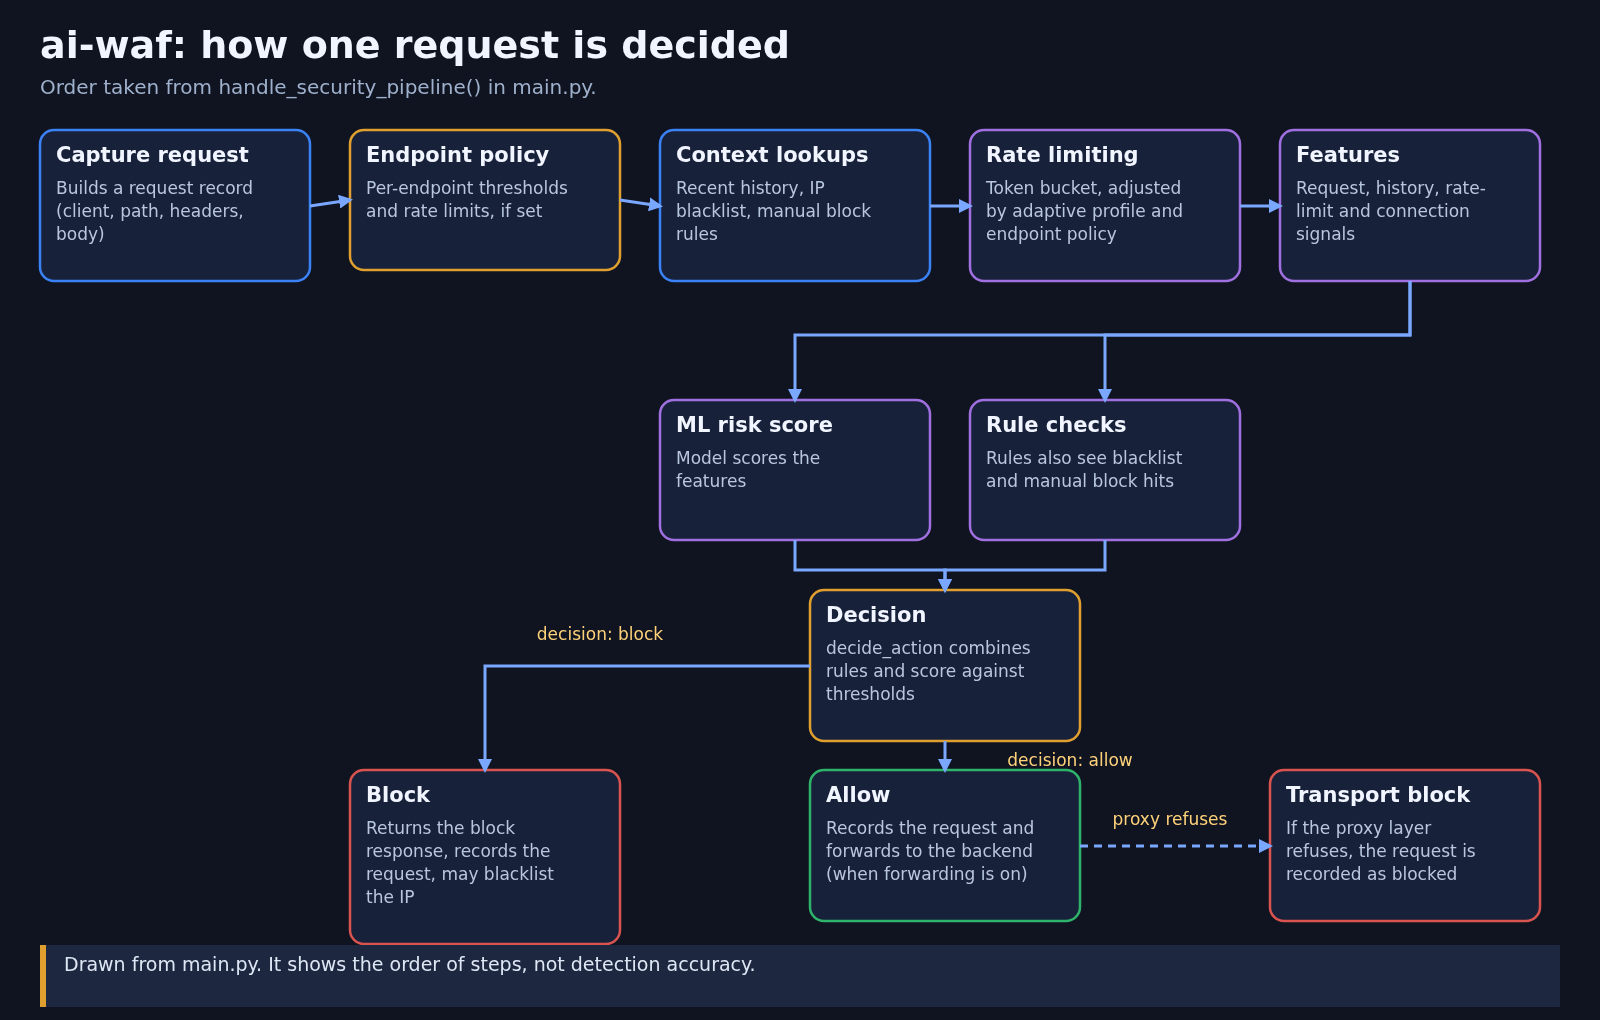 ai-waf: how one request is decided
Order taken from handle_security_pipeline() in main.py.
Capture request
Builds a request record
(client, path, headers,
body)
Endpoint policy
Per-endpoint thresholds
and rate limits, if set
Context lookups
Recent history, IP
blacklist, manual block
rules
Rate limiting
Token bucket, adjusted
by adaptive profile and
endpoint policy
Features
Request, history, rate-
limit and connection
signals
ML risk score
Model scores the
features
Rule checks
Rules also see blacklist
and manual block hits
Decision
decide_action combines
rules and score against
thresholds
decision: block
decision: allow
Block
Returns the block
response, records the
request, may blacklist
the IP
Allow
Records the request and
forwards to the backend
(when forwarding is on)
proxy refuses
Transport block
If the proxy layer
refuses, the request is
recorded as blocked
Drawn from main.py. It shows the order of steps, not detection accuracy.